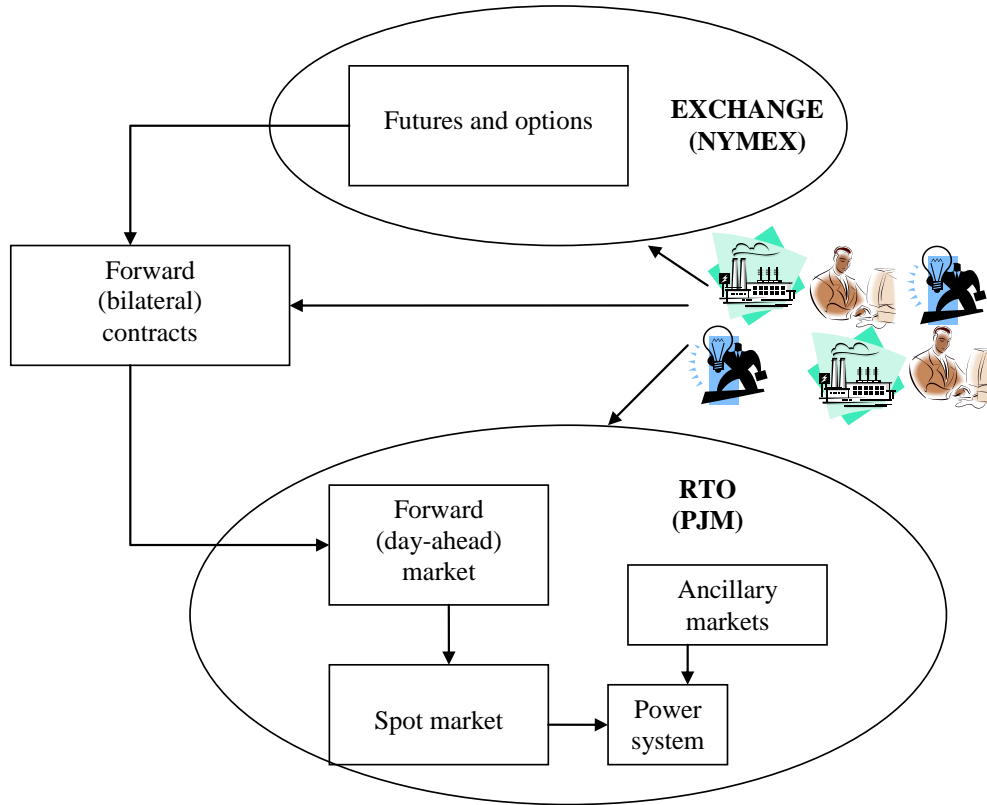 Futures and options
EXCHANGE
(NYMEX)
Forward
(bilateral)
contracts
RTO
(PJM)
Forward
(day-ahead)
market
Ancillary
markets
Spot market
Power
system